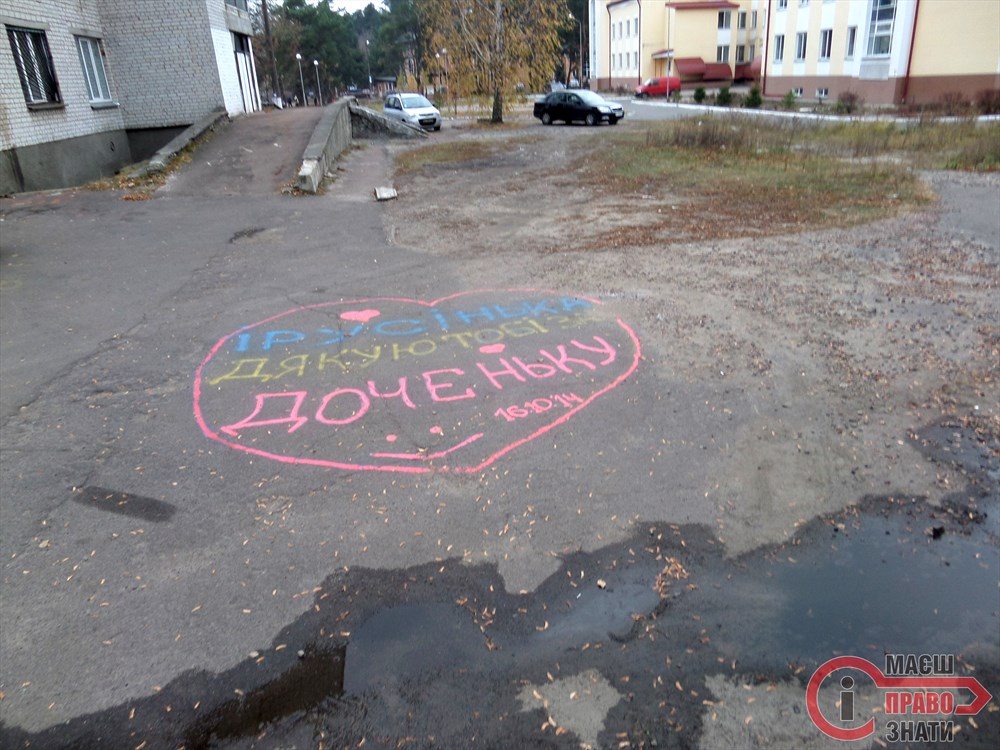 ІРУСІНЬКА
ДЯКУЮ ТОБІ ЗА
ДОЧЕНЬКУ
16.10.14
МАЄШ
ПРАВО
ЗНАТИ